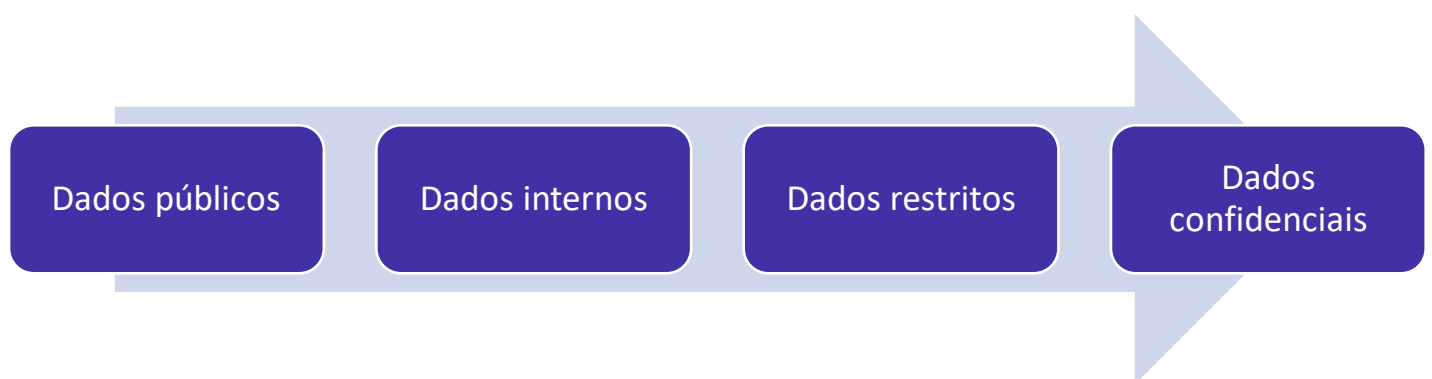 Dados públicos
Dados internos
Dados restritos
Dados
confidenciais